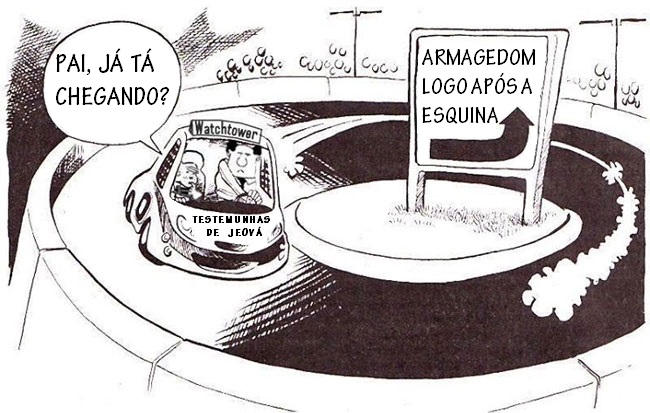 PAI, JÁ TÁ
CHEGANDO?
ARMAGEDOM
LOGO APÓS A
ESQUINA
Watchtower
TESTEMUNHAS
DE JEOVÁ